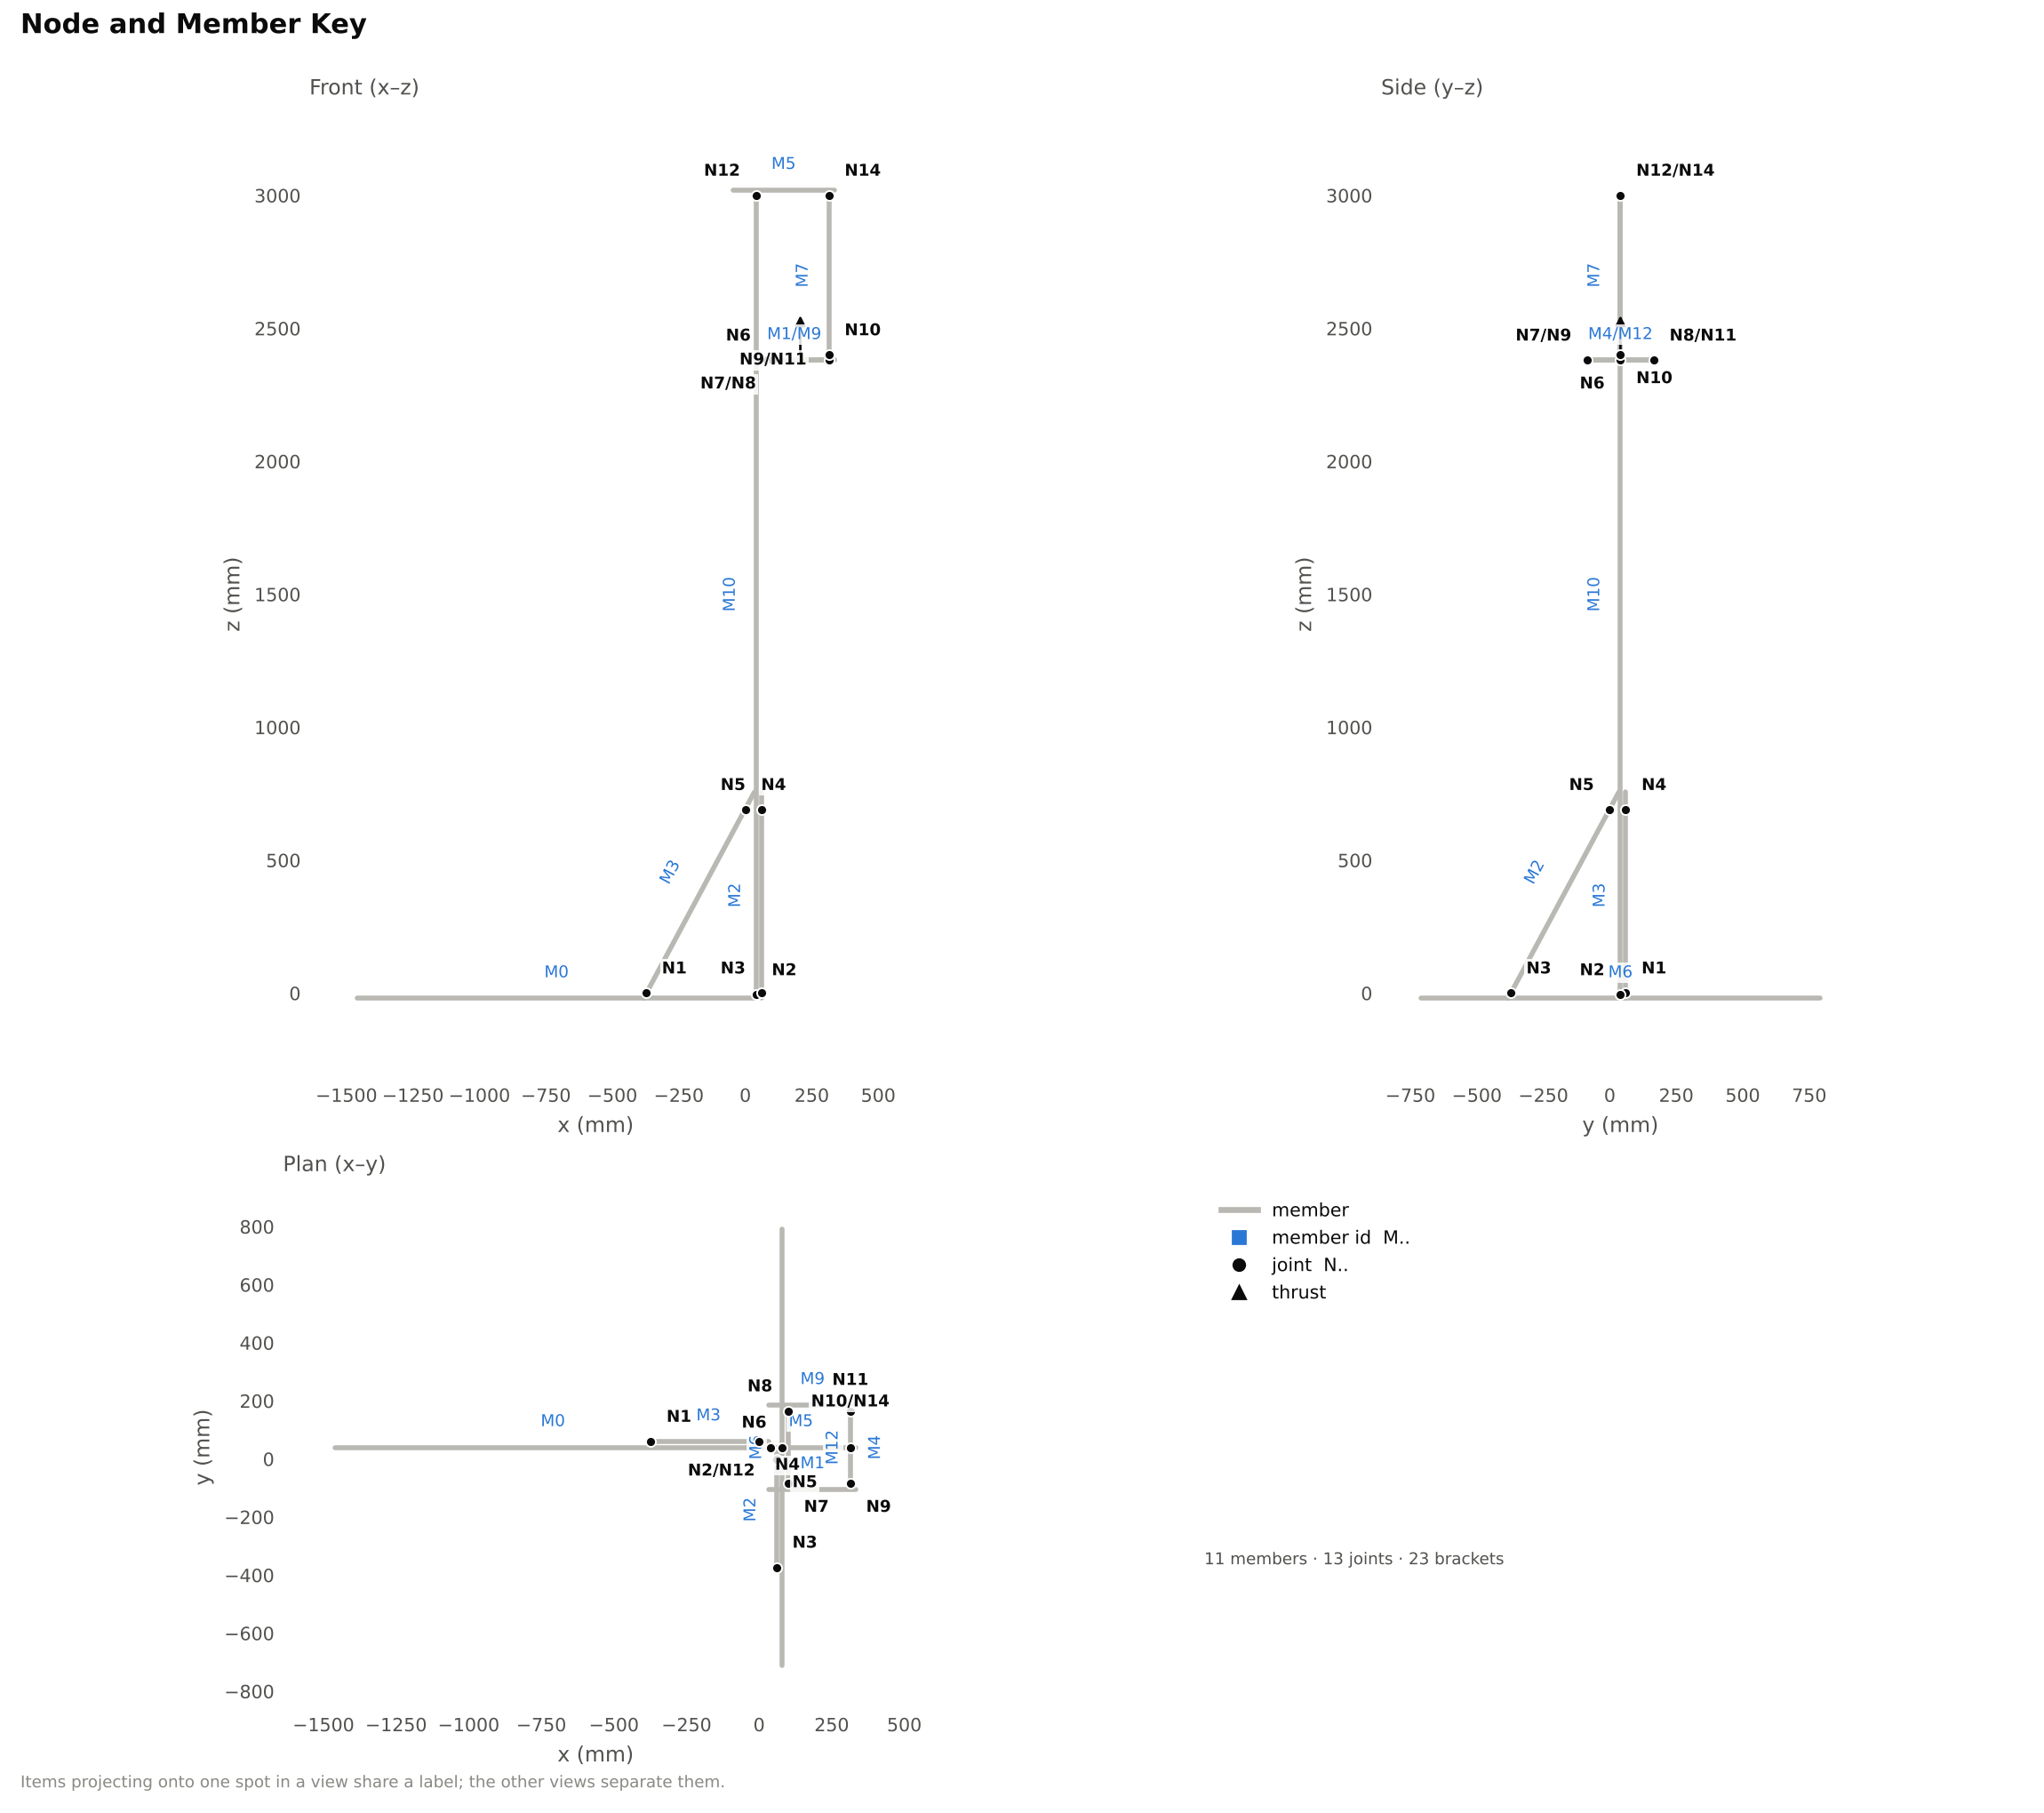 Node and Member Key
Front (x–z)
Side (y–z)
N12
M5
N14
3000
M7
2500
N6
M1/M9
N10
N9/N11
N7/N8
2000
z (mm)
1500
M10
1000
N5
N4
500
M3
M2
M0
N1
N3
N2
0
−1500
−1250
−1000
−750
−500
−250
0
250
500
x (mm)
N12/N14
3000
M7
2500
N7/N9
M4/M12
N8/N11
N6
N10
2000
z (mm)
1500
M10
1000
N5
N4
500
M2
M3
N3
N2
M6
N1
0
−750
−500
−250
0
250
500
750
y (mm)
Plan (x–y)
800
600
400
200
0
−200
−400
−600
−800
y (mm)
N8
M9
N11
N10/N14
M0
N1
M3
N6
M5
M6
M12
M4
N2/N12
N4
M1
N5
M2
N7
N9
N3
−1500
−1250
−1000
−750
−500
−250
0
250
500
x (mm)
member
member id  M..
joint  N..
thrust
11 members · 13 joints · 23 brackets
Items projecting onto one spot in a view share a label; the other views separate them.